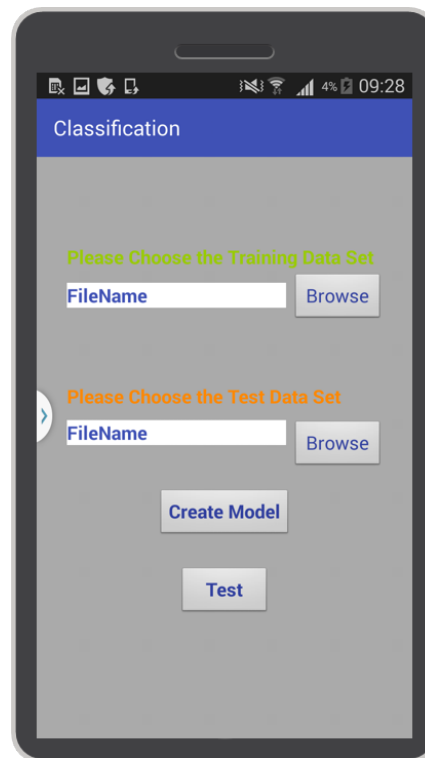 4% 09:28
Classification
Please Choose the Training Data Set
FileName Browse
Please Choose the Test Data Set
FileName Browse
Create Model
Test